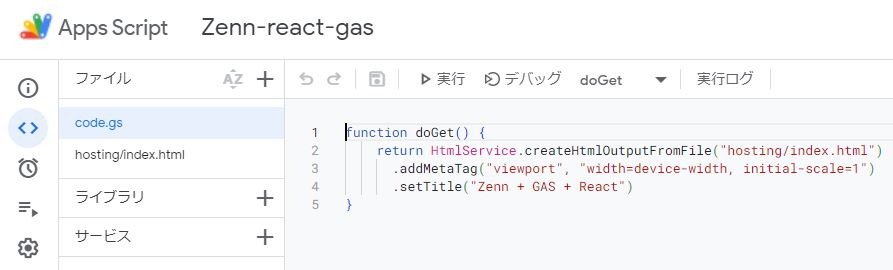 Apps Script Zenn-react-gas
ファイル AZ
実行 デバッグ doGet 実行ログ
code.gs
hosting/index.html
ライブラリ
サービス
1 function doGet() {
2 return HtmlService.createHtmlOutputFromFile("hosting/index.html")
3 .addMetaTag("viewport", "width=device-width, initial-scale=1")
4 .setTitle("Zenn + GAS + React")
5 }